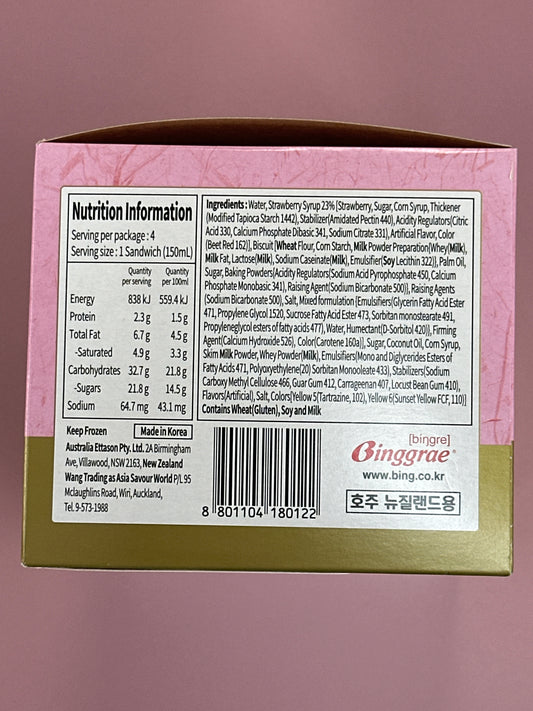 Nutrition Information
Serving per package : 4
Serving size : 1 Sandwich (150mL)
Quantity per serving Quantity per 100ml
Energy 838 kJ 559.4 kJ
Protein 2.3 g 1.5 g
Total Fat 6.7 g 4.5 g
-Saturated 4.9 g 3.3 g
Carbohydrates 32.7 g 21.8 g
-Sugars 21.8 g 14.5 g
Sodium 64.7 mg 43.1 mg
Ingredients : Water, Strawberry Syrup 23% [Strawberry, Sugar, Corn Syrup, Thickener
(Modified Tapioca Starch 1442), Stabilizer(Amidated Pectin 440), Acidity Regulators(Citric
Acid 330, Calcium Phosphate Dibasic 341, Sodium Citrate 331), Artificial Flavor, Color
(Beet Red 162)], Biscuit [Wheat Flour, Corn Starch, Milk Powder Preparation(Whey(Milk),
Milk Fat, Lactose(Milk), Sodium Caseinate(Milk), Emulsifier(Soy Lecithin 322)), Palm Oil,
Sugar, Baking Powders(Acidity Regulators(Sodium Acid Pyrophosphate 450, Calcium
Phosphate Monobasic 341), Raising Agent(Sodium Bicarbonate 500)), Raising Agents
(Sodium Bicarbonate 500), Salt, Mixed formulation {Emulsifiers(Glycerin Fatty Acid Ester
471, Propylene Glycol 1520, Sucrose Fatty Acid Ester 473, Sorbitan monostearate 491,
Propyleneglycol esters of fatty acids 477), Water, Humectant(D-Sorbitol 420)}, Firming
Agent(Calcium Hydroxide 526), Color(Carotene 160a)], Sugar, Coconut Oil, Corn Syrup,
Skim Milk Powder, Whey Powder(Milk), Emulsifiers(Mono and Diglycerides Esters of
Fatty Acids 471, Polyoxyethylene(20) Sorbitan Monooleate 433), Stabilizers(Sodium
Carboxy Methyl Cellulose 466, Guar Gum 412, Carrageenan 407, Locust Bean Gum 410),
Flavors(Artificial), Salt, Colors[Yellow 5(Tartrazine, 102), Yellow 6(Sunset Yellow FCF, 110)]
Contains Wheat(Gluten), Soy and Milk
Keep Frozen Made in Korea
Australia Ettason Pty. Ltd. 2A Birmingham
Ave, Villawood, NSW 2163, New Zealand
Wang Trading as Asia Savour World P/L 95
Mclaughlins Road, Wiri, Auckland,
Tel. 9-573-1988
8 801104 180122
[bingre]
Binggrae®
www.bing.co.kr
호주 뉴질랜드용